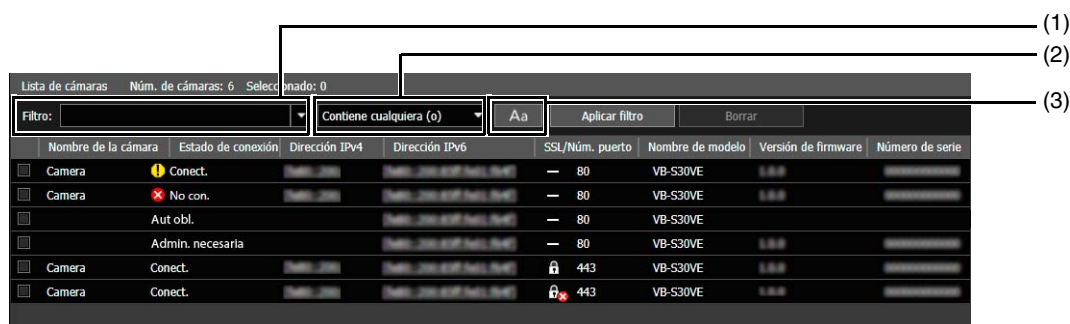 (1)
(2)
(3)
Lista de cámaras Núm. de cámaras: 6 Seleccionado: 0
Filtro: Contiene cualquiera (o) Aa Aplicar filtro Borrar
Nombre de la cámara Estado de conexión Dirección IPv4 Dirección IPv6 SSL/Núm. puerto Nombre de modelo Versión de firmware Número de serie
Camera Conect. — 80 VB-S30VE
Camera No con. — 80 VB-S30VE
Aut obl. — 80 VB-S30VE
Admin. necesaria — 80 VB-S30VE
Camera Conect. 443 VB-S30VE
Camera Conect. 443 VB-S30VE